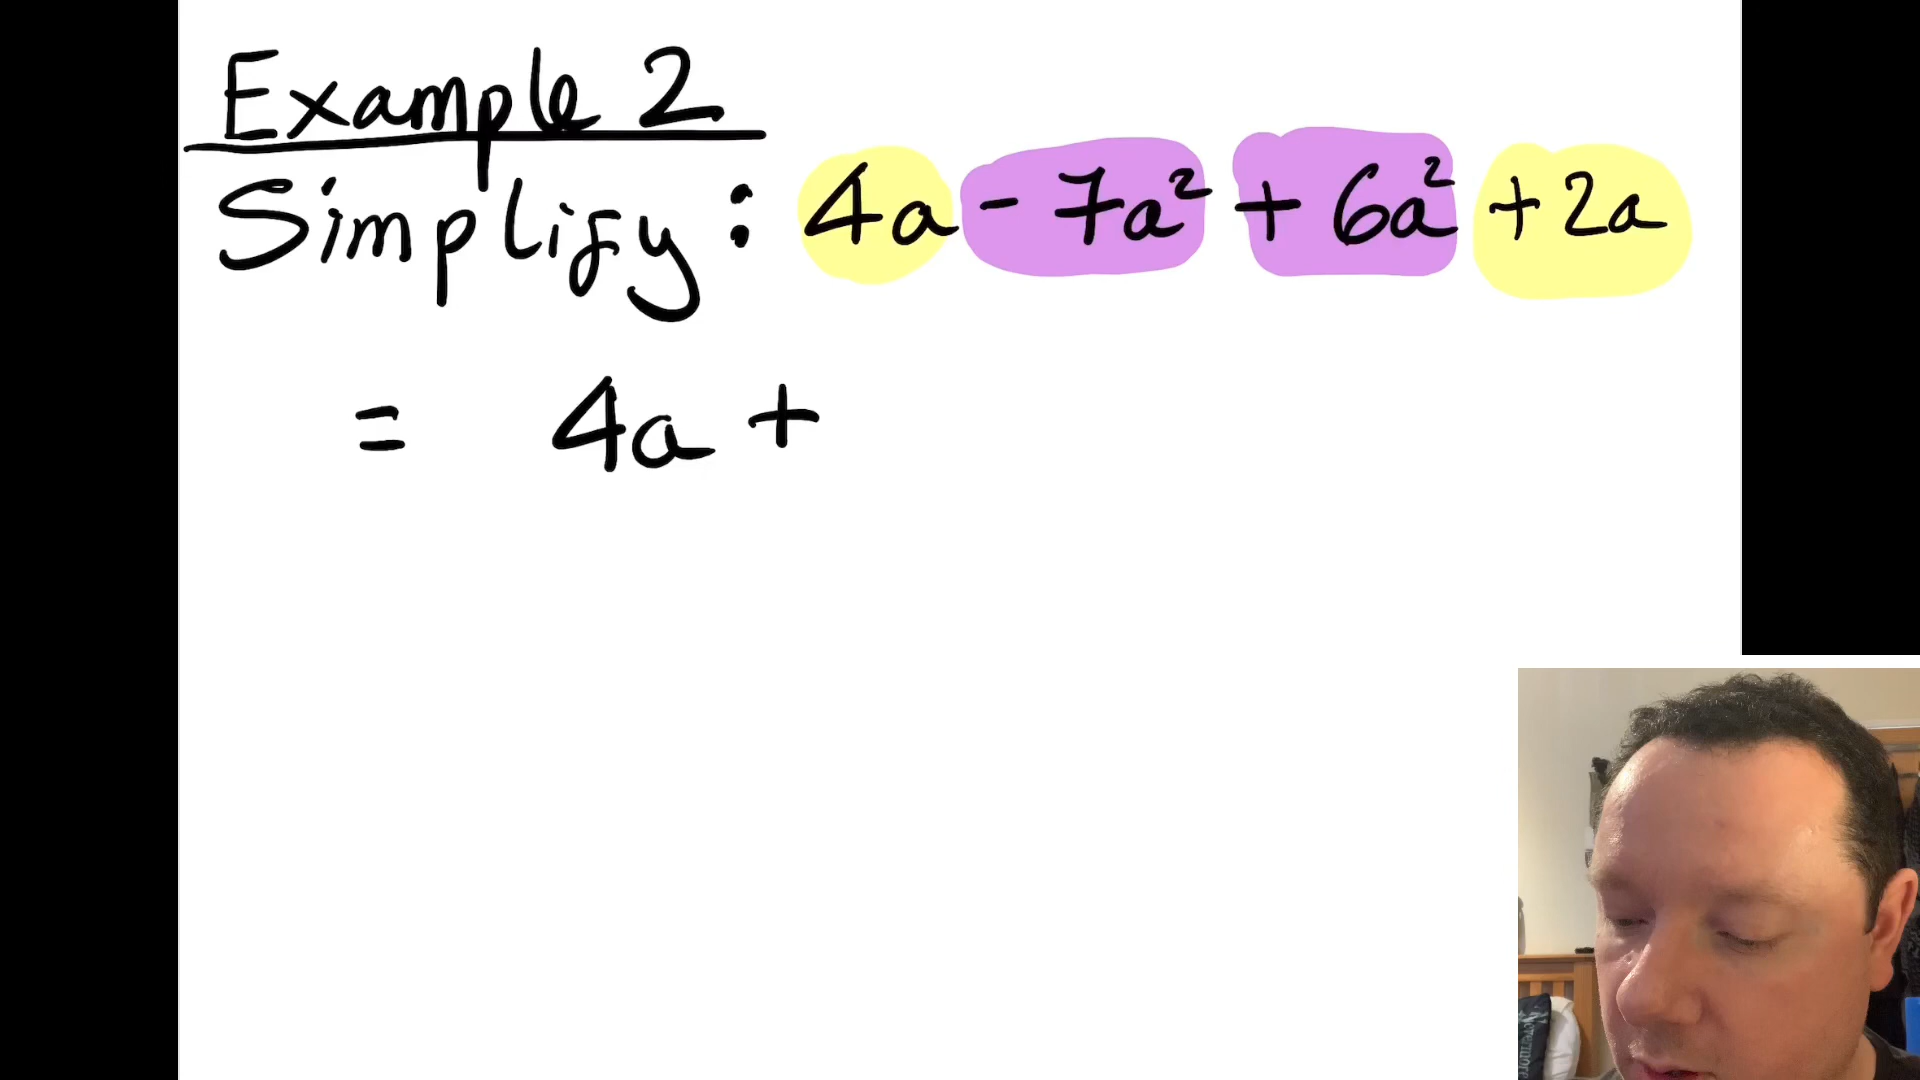 Example 2
Simplify: 4a - 7a² + 6a² + 2a
= 4a +